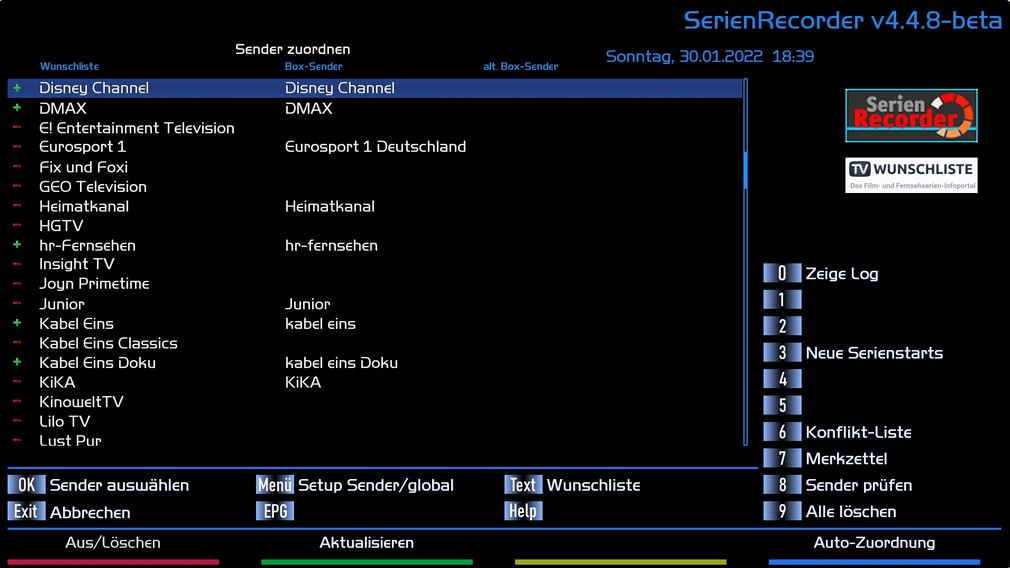 SerienRecorder v4.4.8-beta
Sender zuordnen
Sonntag, 30.01.2022 18:39
Wunschliste Box-Sender alt. Box-Sender
+ Disney Channel Disney Channel
+ DMAX DMAX
- E! Entertainment Television
- Eurosport 1 Eurosport 1 Deutschland
- Fix und Foxi
- GEO Television
- Heimatkanal Heimatkanal
- HGTV
+ hr-Fernsehen hr-fernsehen
- Insight TV
- Joyn Primetime
- Junior Junior
+ Kabel Eins kabel eins
- Kabel Eins Classics
+ Kabel Eins Doku kabel eins Doku
- KiKA KiKA
- KinoweltTV
- Lilo TV
- Lust Pur
Serien
Recorder
TV WUNSCHLISTE
Das Film- und Fernsehserien-Infoportal
0 Zeige Log
1
2
3 Neue Serienstarts
4
5
6 Konflikt-Liste
7 Merkzettel
8 Sender prüfen
9 Alle löschen
OK Sender auswählen Menü Setup Sender/global Text Wunschliste
Exit Abbrechen EPG Help
Aus/Löschen Aktualisieren Auto-Zuordnung